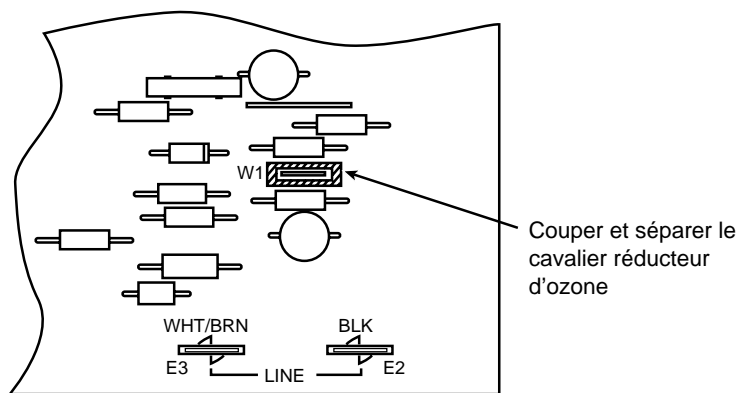 W1
Couper et séparer le
cavalier réducteur
d'ozone
WHT/BRN
BLK
E3
LINE
E2